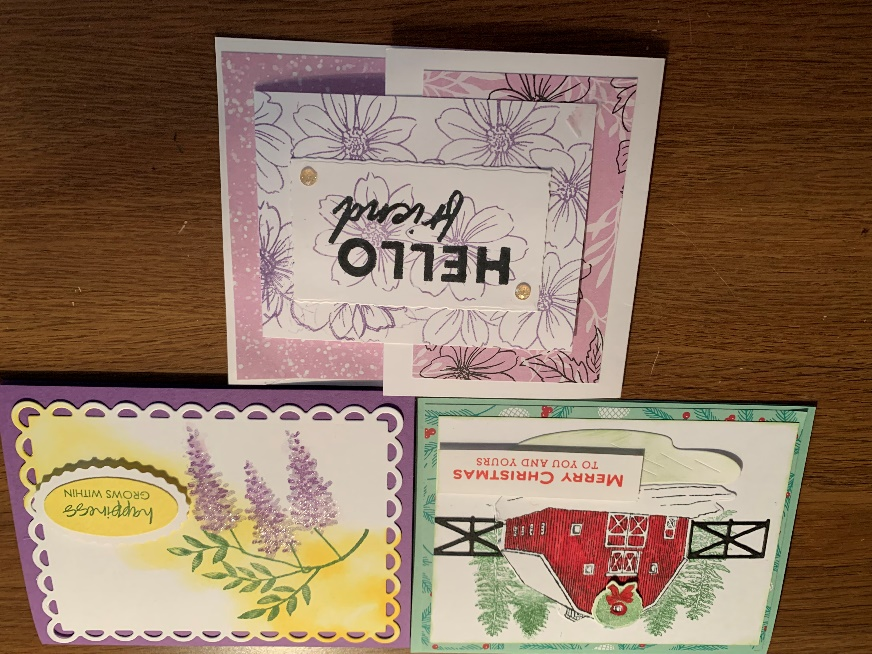 HELLO
friend
happiness
GROWS WITHIN
MERRY CHRISTMAS
TO YOU AND YOURS